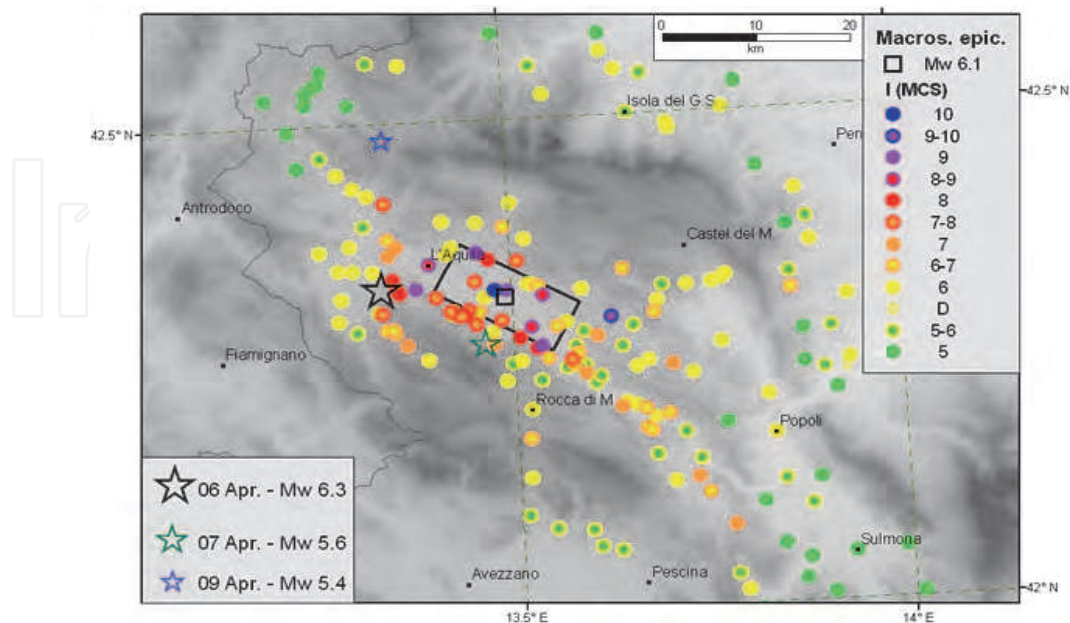 0
10
20
km
Macros. epic.
Mw 6.1
I (MCS)
10
9-10
9
8-9
8
7-8
7
6-7
6
D
5-6
5
42.5° N
42.5° N
Isola del G.S.
Pen
Antrodoco
Castel del M.
L'Aquila
Fiamignano
Rocca di M.
Popoli
06 Apr. - Mw 6.3
07 Apr. - Mw 5.6
09 Apr. - Mw 5.4
Sulmona
Avezzano
Pescina
42° N
13.5° E
14° E